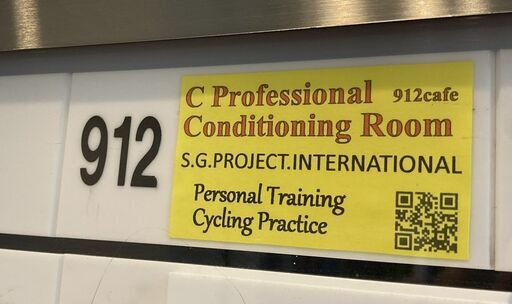 912
C Professional 912cafe
Conditioning Room
S.G.PROJECT.INTERNATIONAL
Personal Training
Cycling Practice